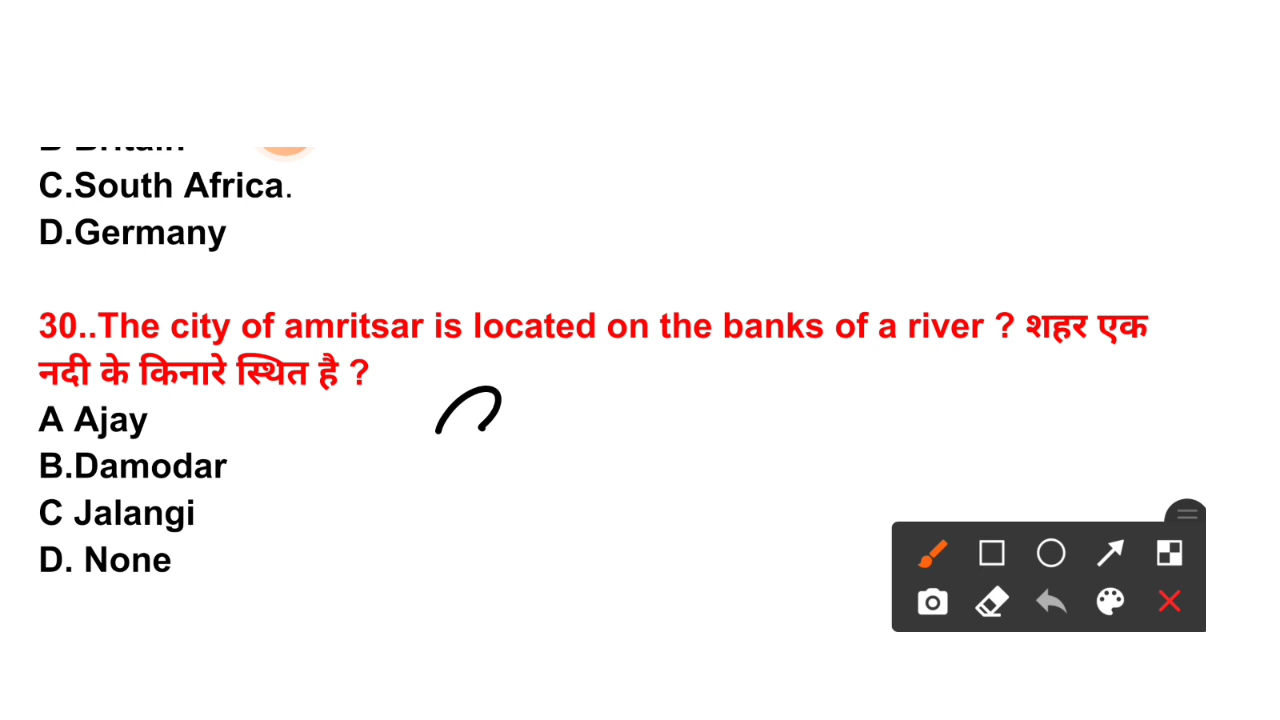 C.South Africa.
D.Germany
30..The city of amritsar is located on the banks of a river ? शहर एक
नदी के किनारे स्थित है ?
A Ajay
B.Damodar
C Jalangi
D. None